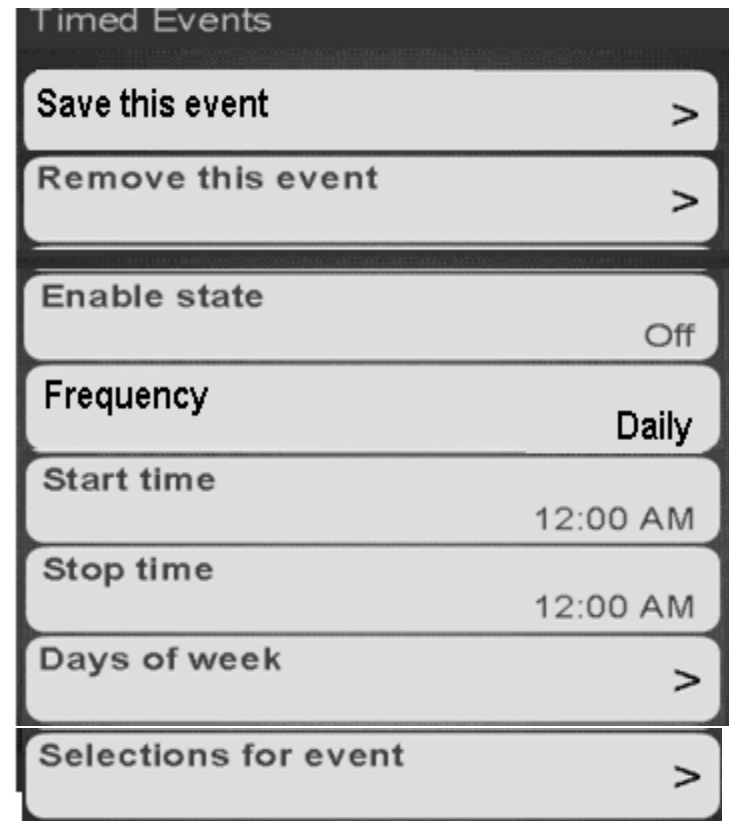 Timed Events
Save this event
>
Remove this event
>
Enable state
Off
Frequency
Daily
Start time
12:00 AM
Stop time
12:00 AM
Days of week
>
Selections for event
>